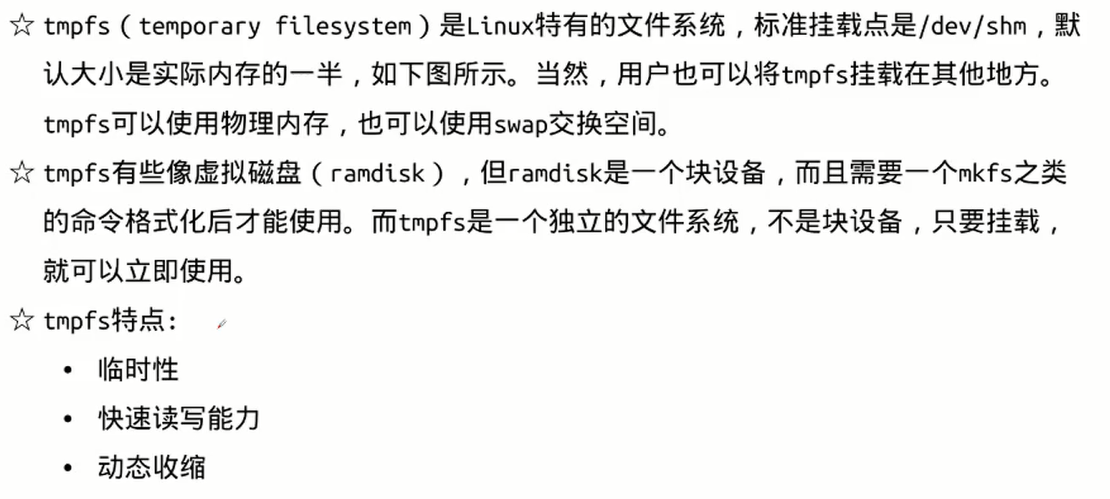 ☆ tmpfs（temporary filesystem）是Linux特有的文件系统，标准挂载点是/dev/shm，默
认大小是实际内存的一半，如下图所示。当然，用户也可以将tmpfs挂载在其他地方。
tmpfs可以使用物理内存，也可以使用swap交换空间。
☆ tmpfs有些像虚拟磁盘（ramdisk），但ramdisk是一个块设备，而且需要一个mkfs之类
的命令格式化后才能使用。而tmpfs是一个独立的文件系统，不是块设备，只要挂载，
就可以立即使用。
☆ tmpfs特点:
• 临时性
• 快速读写能力
• 动态收缩